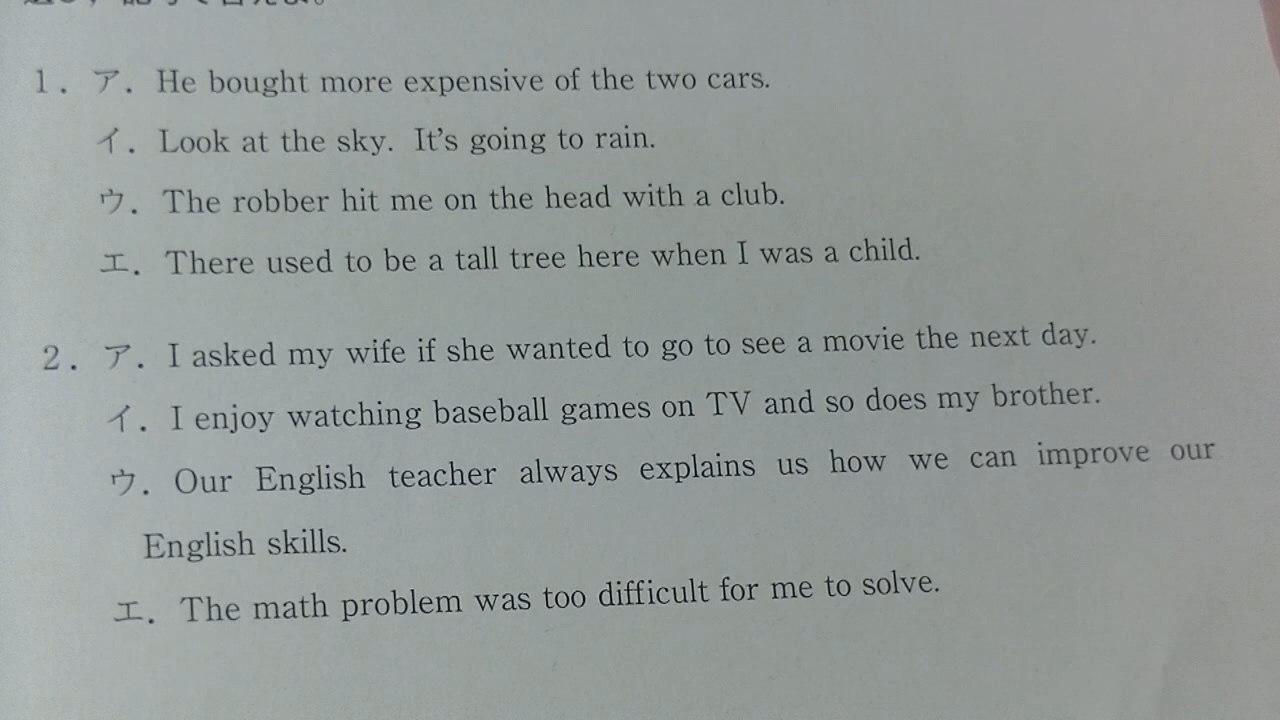 1. ア. He bought more expensive of the two cars.
イ. Look at the sky. It's going to rain.
ウ. The robber hit me on the head with a club.
エ. There used to be a tall tree here when I was a child.
2. ア. I asked my wife if she wanted to go to see a movie the next day.
イ. I enjoy watching baseball games on TV and so does my brother.
ウ. Our English teacher always explains us how we can improve our
English skills.
エ. The math problem was too difficult for me to solve.